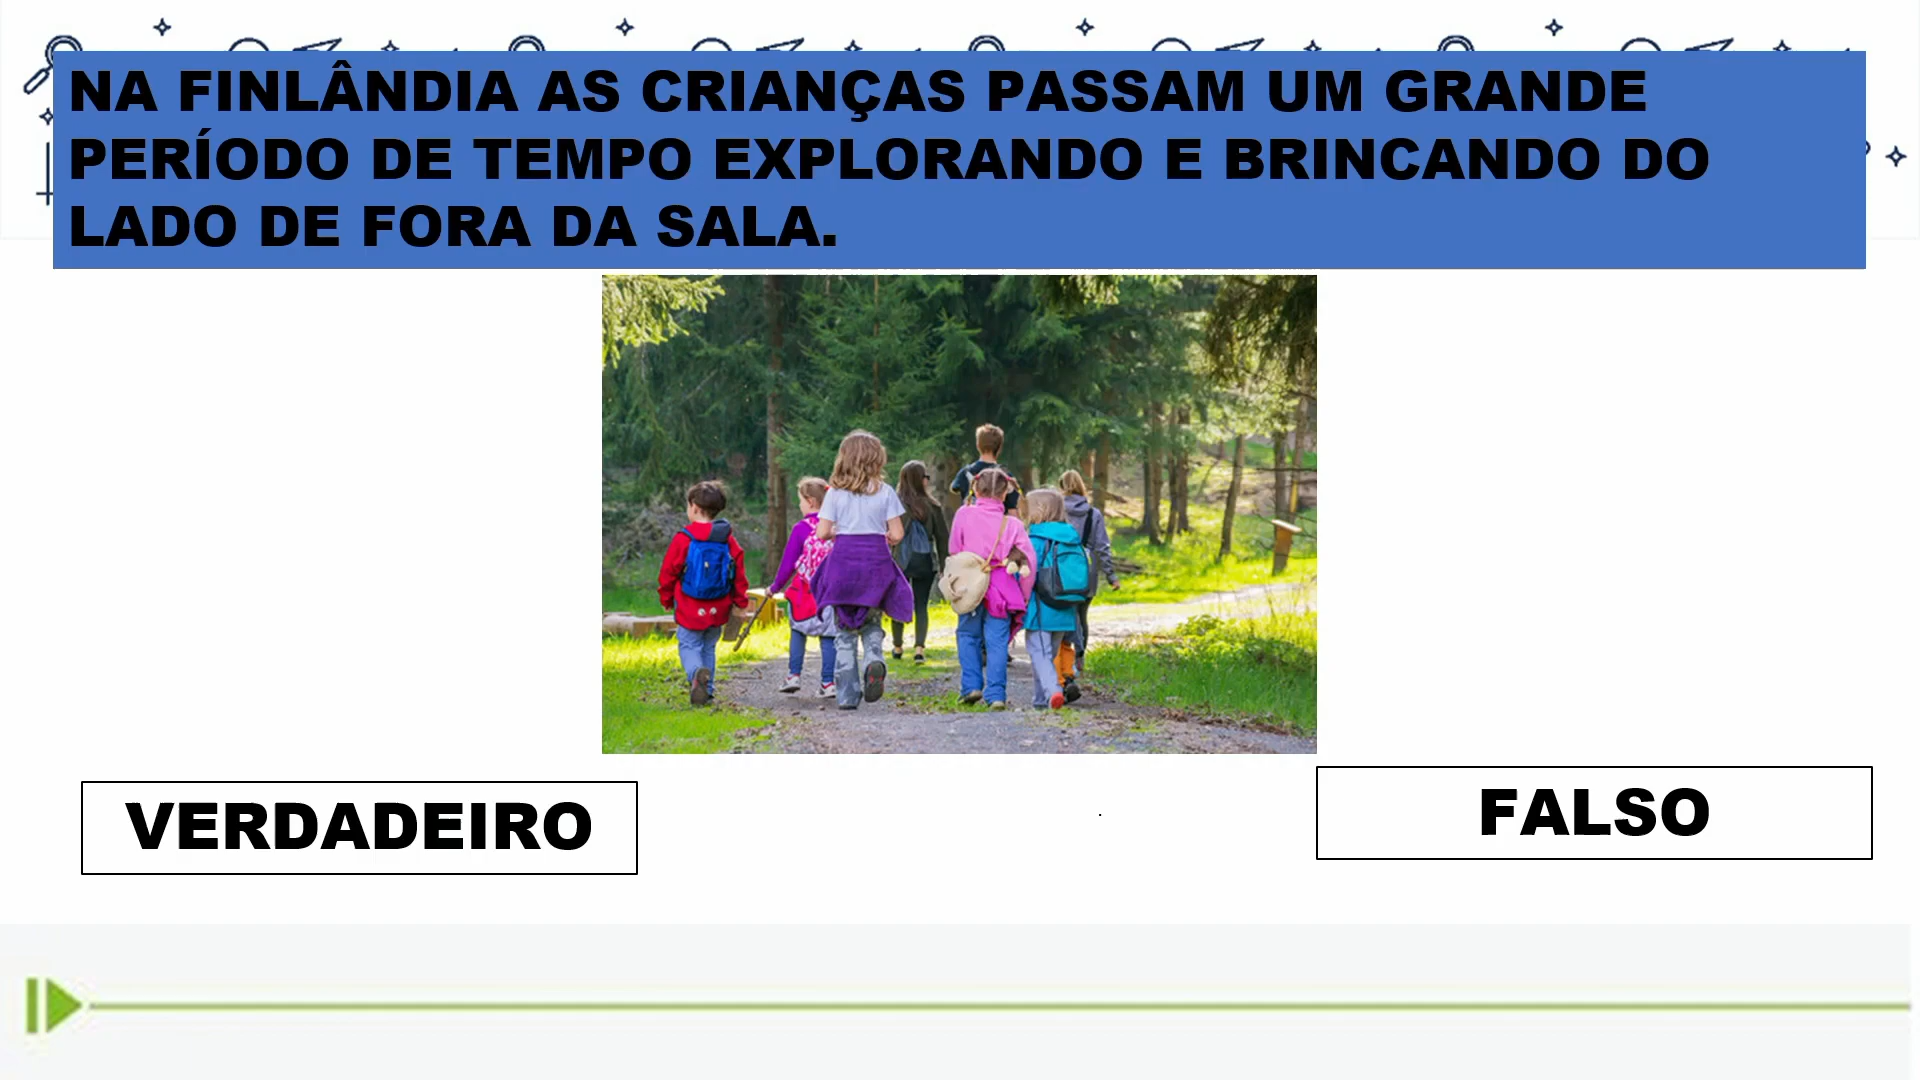 NA FINLÂNDIA AS CRIANÇAS PASSAM UM GRANDE
PERÍODO DE TEMPO EXPLORANDO E BRINCANDO DO
LADO DE FORA DA SALA.
VERDADEIRO
FALSO